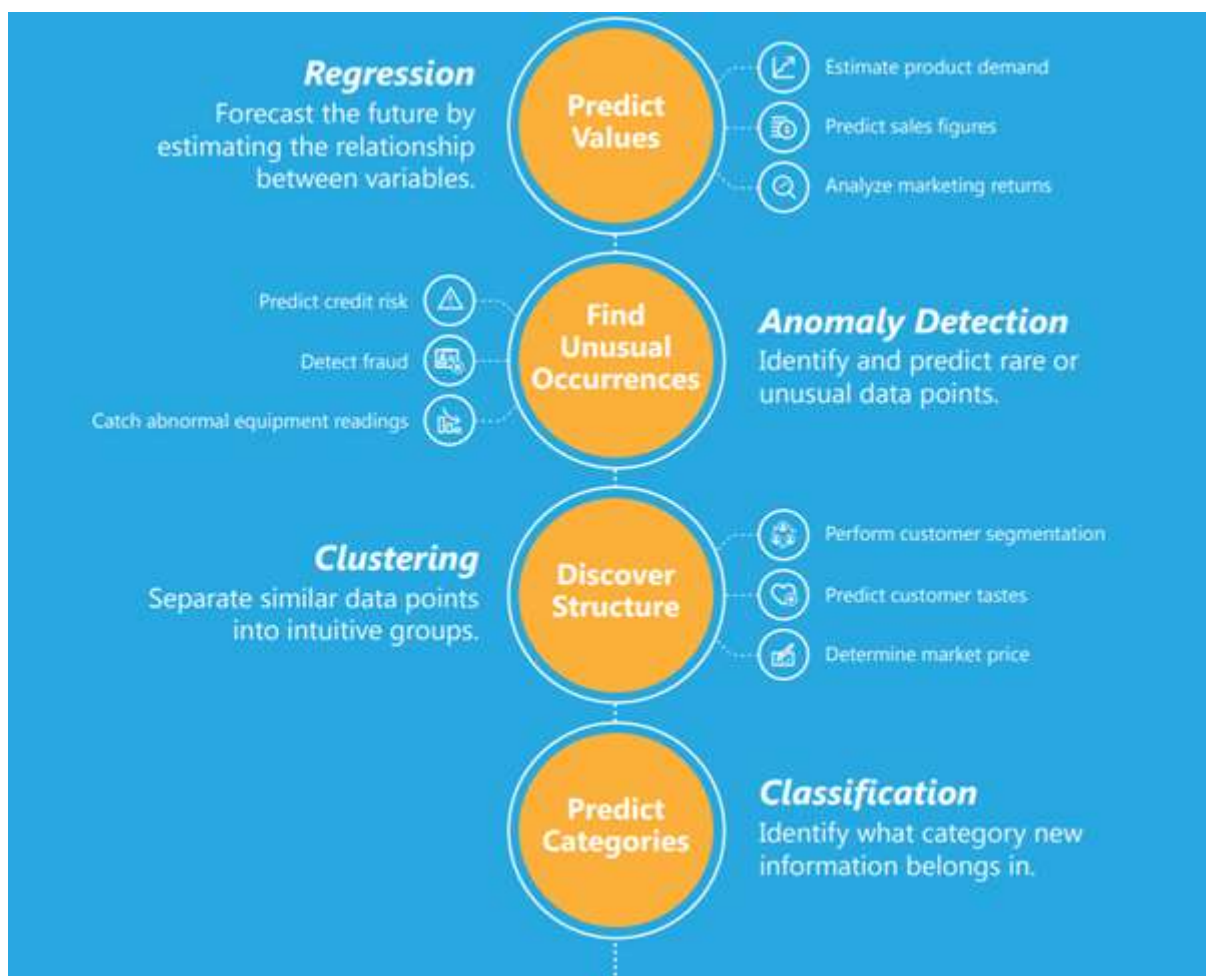 Regression
Forecast the future by
estimating the relationship
between variables.
Predict
Values
Estimate product demand
Predict sales figures
Analyze marketing returns
Predict credit risk
Detect fraud
Catch abnormal equipment readings
Find
Unusual
Occurrences
Anomaly Detection
Identify and predict rare or
unusual data points.
Clustering
Separate similar data points
into intuitive groups.
Discover
Structure
Perform customer segmentation
Predict customer tastes
Determine market price
Predict
Categories
Classification
Identify what category new
information belongs in.